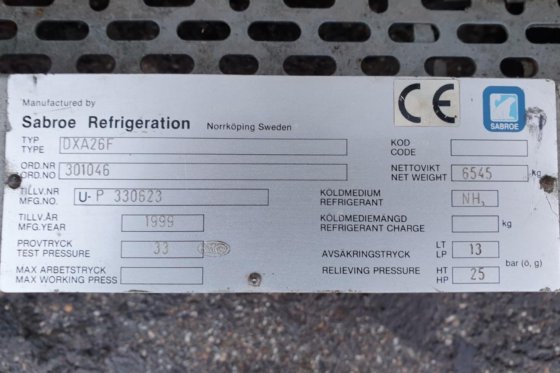 Manufactured by
Sabroe Refrigeration Norrköping Sweden
CE
SABROE
TYP
TYPE DXA26F
KOD
CODE
ORD.NR
ORD.NO 301046
NETTOVIKT
NET WEIGHT 6545 kg
TILLV.NR
MFG.NO. U-P 330623
KÖLDMEDIUM
REFRIGERANT NH₃
TILLV.ÅR
MFG.YEAR 1999
KÖLDMEDIEMÄNGD
REFRIGERANT CHARGE kg
PROVTRYCK
TEST PRESSURE 33
AVSÄKRINGSTRYCK LT
LP 13
bar (ö, g)
MAX ARBETSTRYCK
MAX WORKING PRESS
RELIEVING PRESSURE HT
HP 25